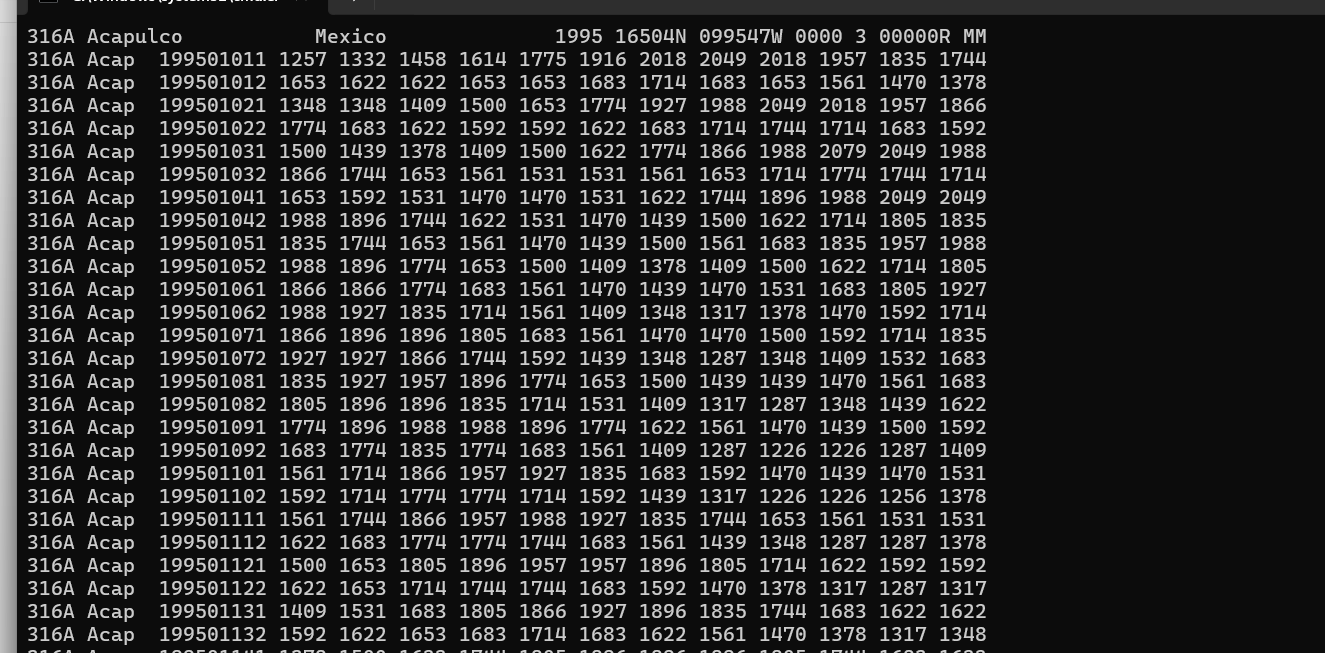 316A Acapulco           Mexico              1995 16504N 099547W 0000 3 00000R MM
316A Acap  199501011 1257 1332 1458 1614 1775 1916 2018 2049 2018 1957 1835 1744
316A Acap  199501012 1653 1622 1622 1653 1653 1683 1714 1683 1653 1561 1470 1378
316A Acap  199501021 1348 1348 1409 1500 1653 1774 1927 1988 2049 2018 1957 1866
316A Acap  199501022 1774 1683 1622 1592 1592 1622 1683 1714 1744 1714 1683 1592
316A Acap  199501031 1500 1439 1378 1409 1500 1622 1774 1866 1988 2079 2049 1988
316A Acap  199501032 1866 1744 1653 1561 1531 1531 1561 1653 1714 1774 1744 1714
316A Acap  199501041 1653 1592 1531 1470 1470 1531 1622 1744 1896 1988 2049 2049
316A Acap  199501042 1988 1896 1744 1622 1531 1470 1439 1500 1622 1714 1805 1835
316A Acap  199501051 1835 1744 1653 1561 1470 1439 1500 1561 1683 1835 1957 1988
316A Acap  199501052 1988 1896 1774 1653 1500 1409 1378 1409 1500 1622 1714 1805
316A Acap  199501061 1866 1866 1774 1683 1561 1470 1439 1470 1531 1683 1805 1927
316A Acap  199501062 1988 1927 1835 1714 1561 1409 1348 1317 1378 1470 1592 1714
316A Acap  199501071 1866 1896 1896 1805 1683 1561 1470 1470 1500 1592 1714 1835
316A Acap  199501072 1927 1927 1866 1744 1592 1439 1348 1287 1348 1409 1532 1683
316A Acap  199501081 1835 1927 1957 1896 1774 1653 1500 1439 1439 1470 1561 1683
316A Acap  199501082 1805 1896 1896 1835 1714 1531 1409 1317 1287 1348 1439 1622
316A Acap  199501091 1774 1896 1988 1988 1896 1774 1622 1561 1470 1439 1500 1592
316A Acap  199501092 1683 1774 1835 1774 1683 1561 1409 1287 1226 1226 1287 1409
316A Acap  199501101 1561 1714 1866 1957 1927 1835 1683 1592 1470 1439 1470 1531
316A Acap  199501102 1592 1714 1774 1774 1714 1592 1439 1317 1226 1226 1256 1378
316A Acap  199501111 1561 1744 1866 1957 1988 1927 1835 1744 1653 1561 1531 1531
316A Acap  199501112 1622 1683 1774 1774 1744 1683 1561 1439 1348 1287 1287 1378
316A Acap  199501121 1500 1653 1805 1896 1957 1957 1896 1805 1714 1622 1592 1592
316A Acap  199501122 1622 1653 1714 1744 1744 1683 1592 1470 1378 1317 1287 1317
316A Acap  199501131 1409 1531 1683 1805 1866 1927 1896 1835 1744 1683 1622 1622
316A Acap  199501132 1592 1622 1653 1683 1714 1683 1622 1561 1470 1378 1317 1348